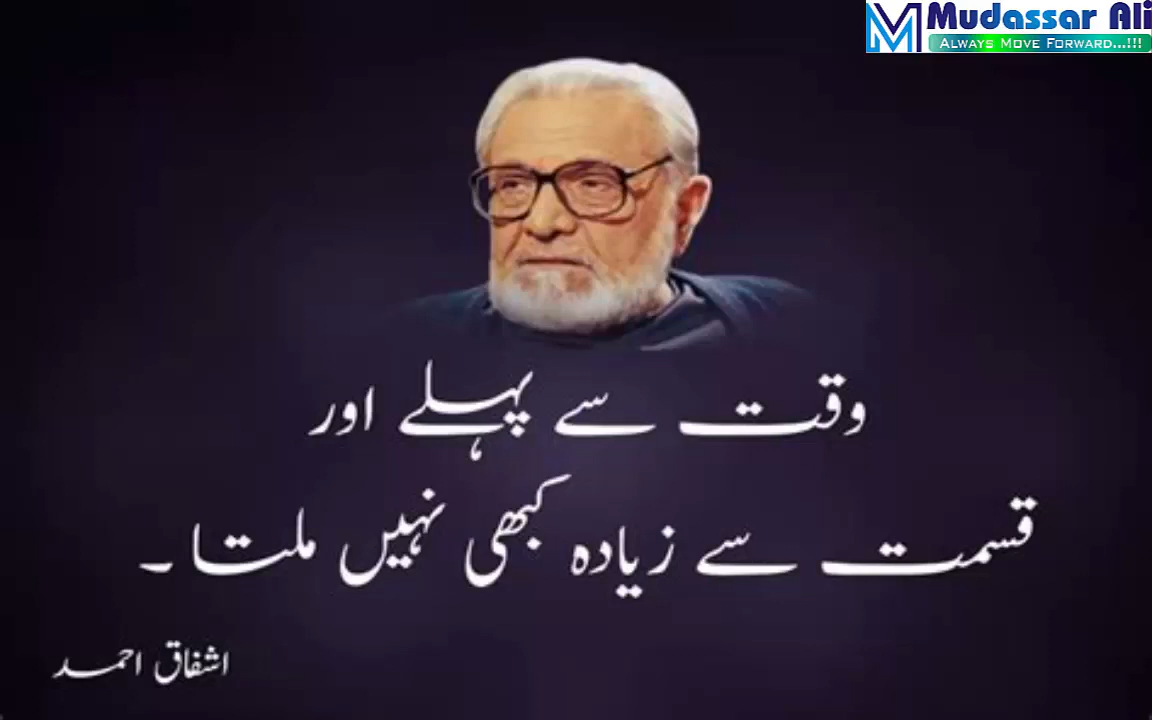 Mudassar Ali
Always Move Forward...!!!
وقت سے پہلے اور
قسمت سے زیادہ کبھی نہیں ملتا ۔
اشفاق احمد